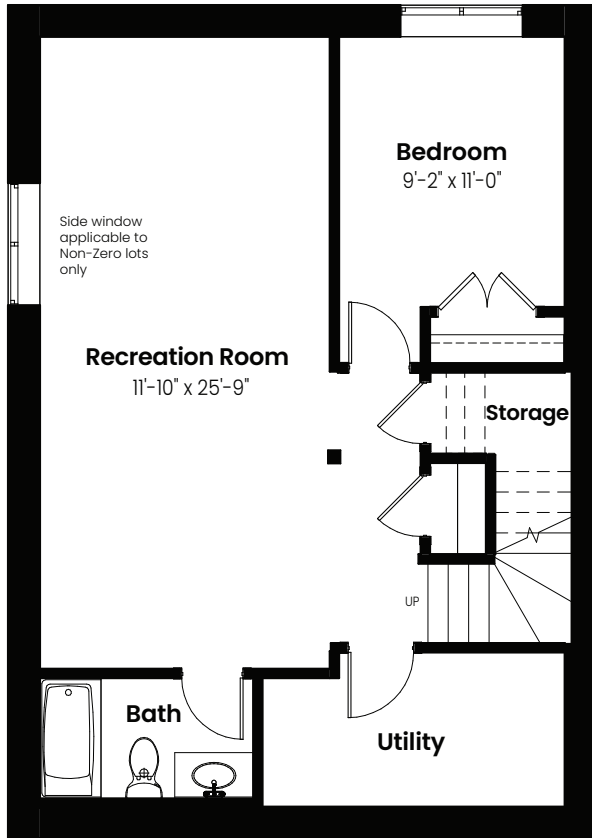 Bedroom
9'-2" x 11'-0"
Side window
applicable to
Non-Zero lots
only
Recreation Room
11'-10" x 25'-9"
Storage
UP
Bath
Utility